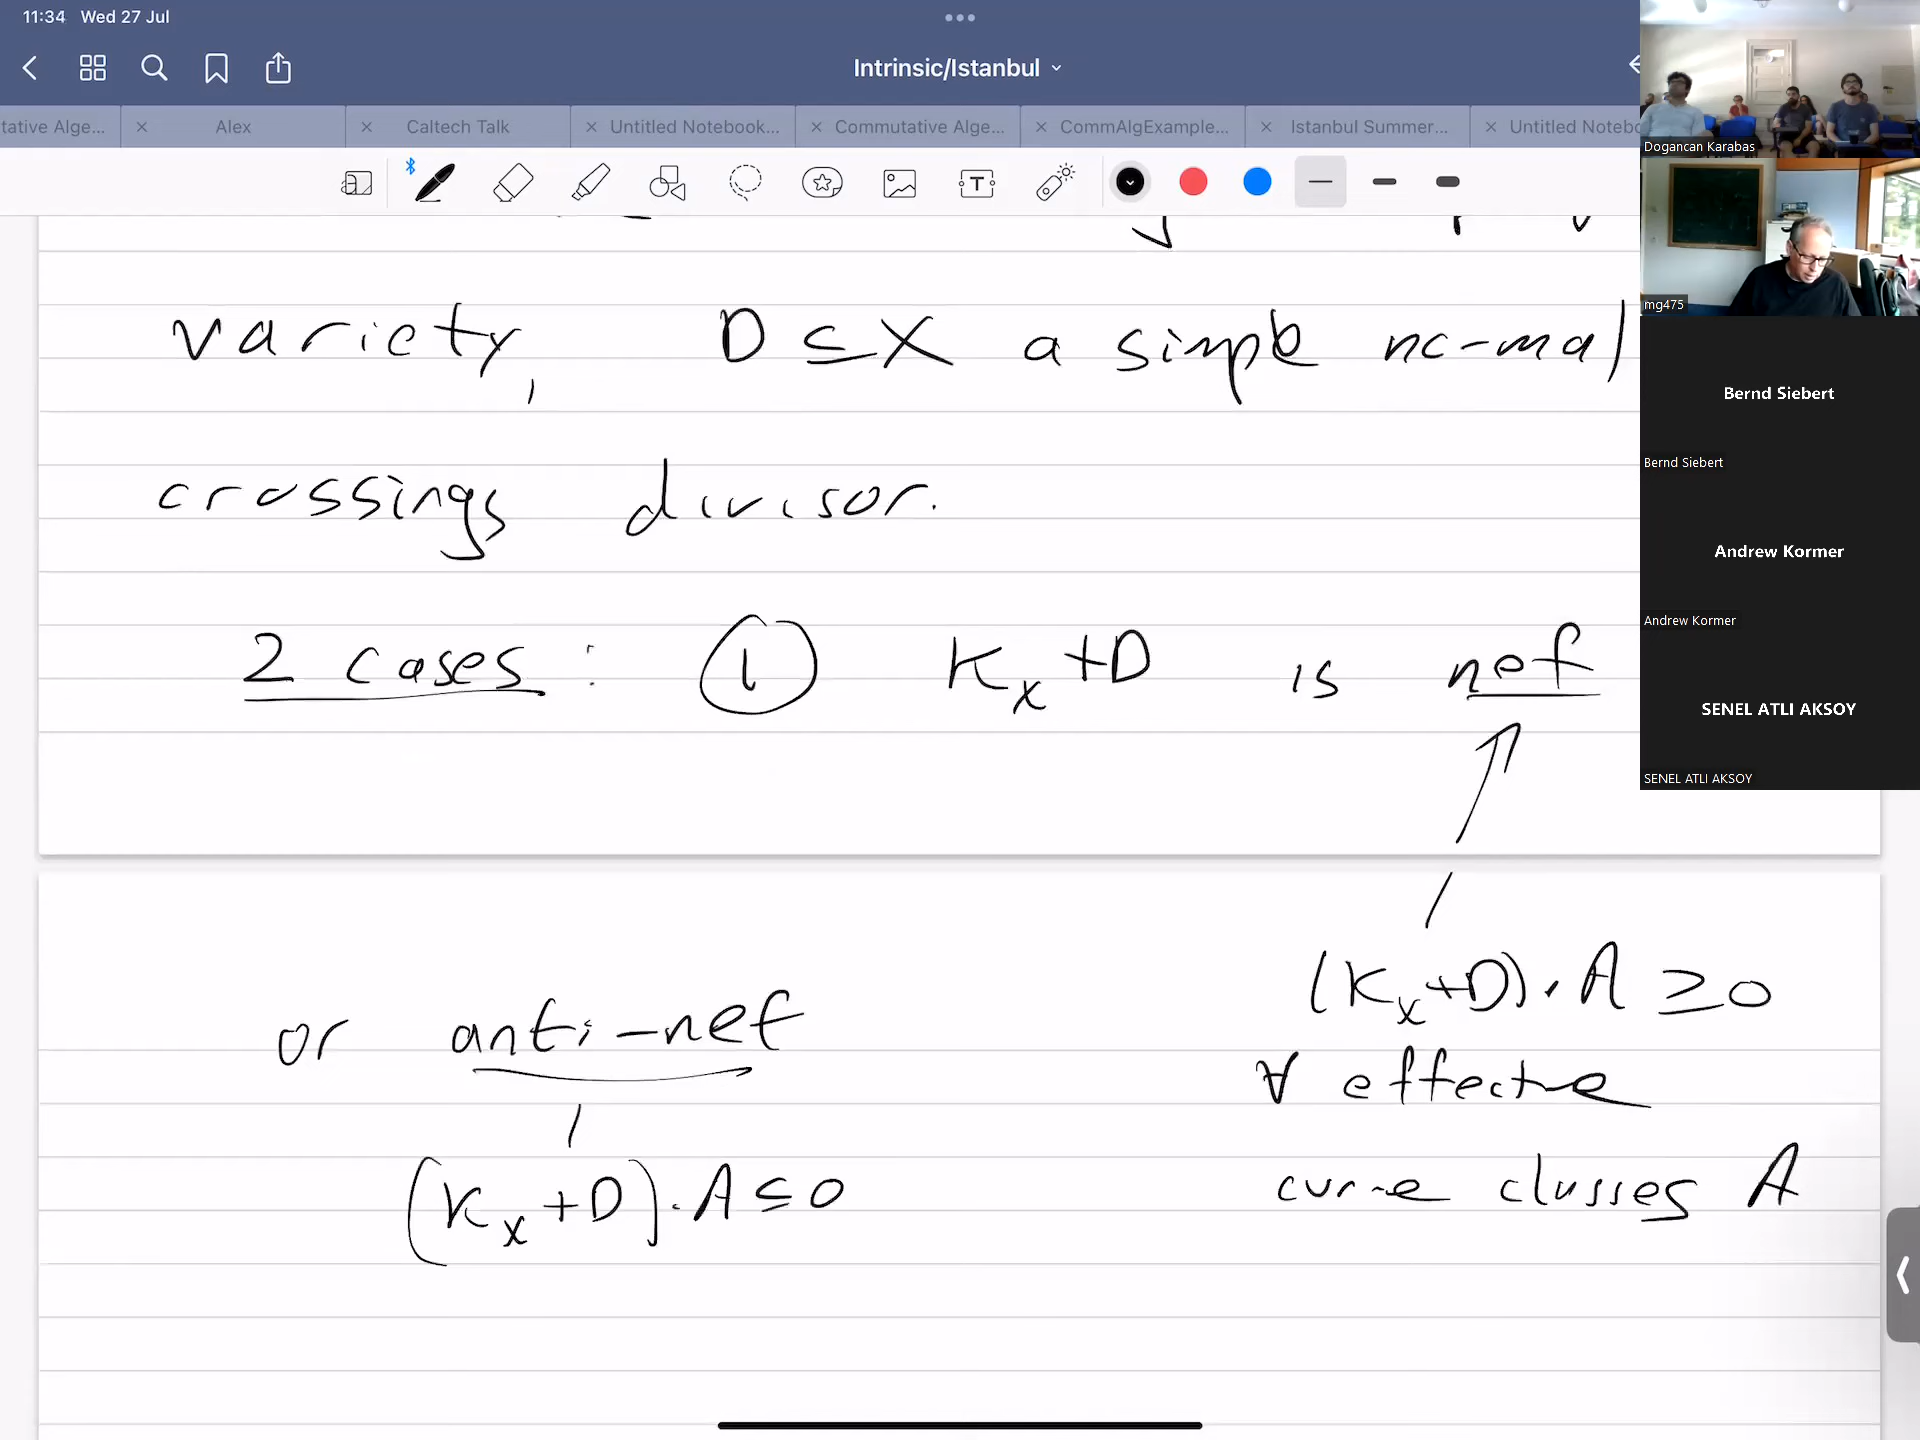 11:34 Wed 27 Jul
Intrinsic/Istanbul
tative Alge...
Alex
Caltech Talk
Untitled Notebook...
Commutative Alge...
CommAlgExample...
Istanbul Summer...
Untitled Notebo
Dogancan Karabas
mg475
Bernd Siebert
Bernd Siebert
Andrew Kormer
Andrew Kormer
SENEL ATLI AKSOY
SENEL ATLI AKSOY
variety, D ⊆ X a simple normal
crossings divisor.
2 cases: ① K_X + D is nef
(K_X+D)·A ≥ 0
∀ effective
curve classes A
or anti-nef
(K_X+D)·A ≤ 0